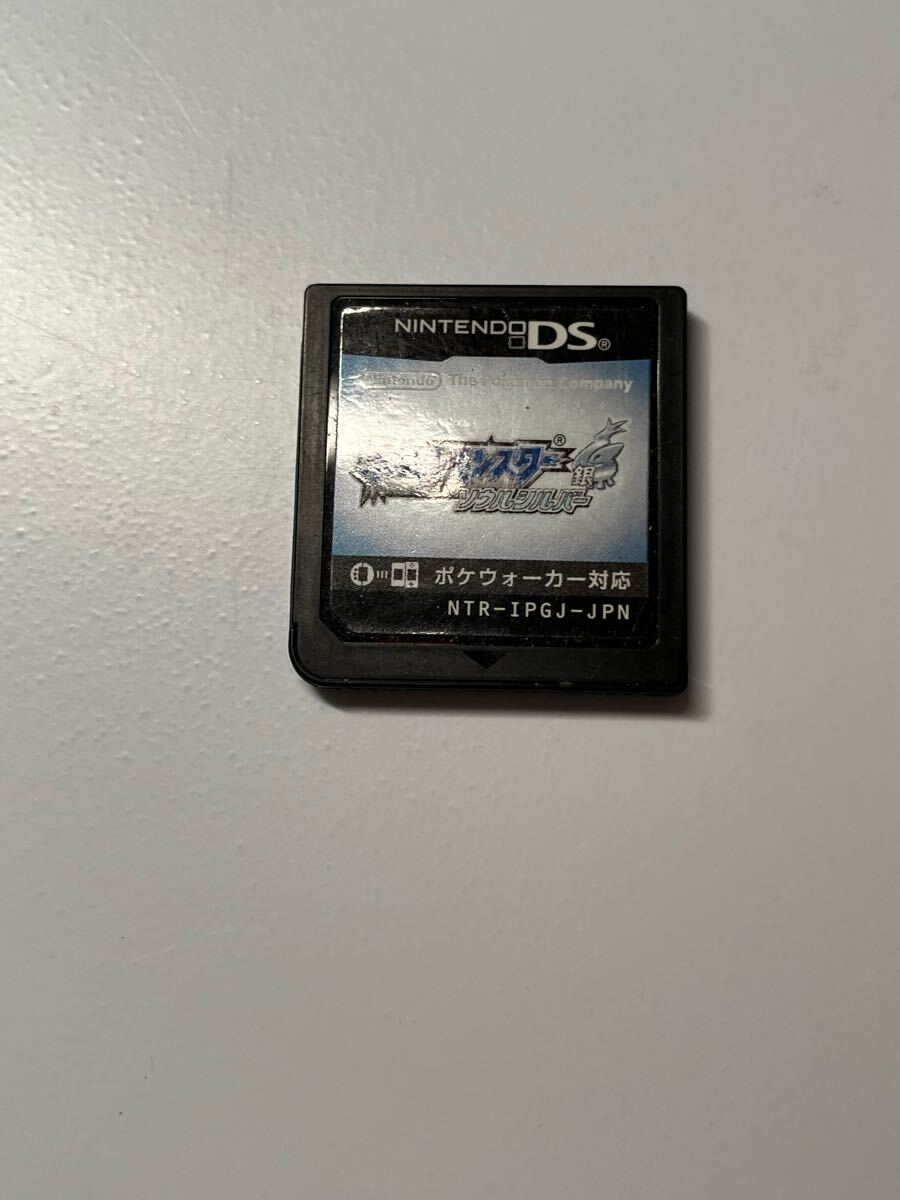 NINTENDO DS®
Nintendo The Pokémon Company
モンスター®
銀
ソウルシルバー
ポケウォーカー対応
NTR-IPGJ-JPN